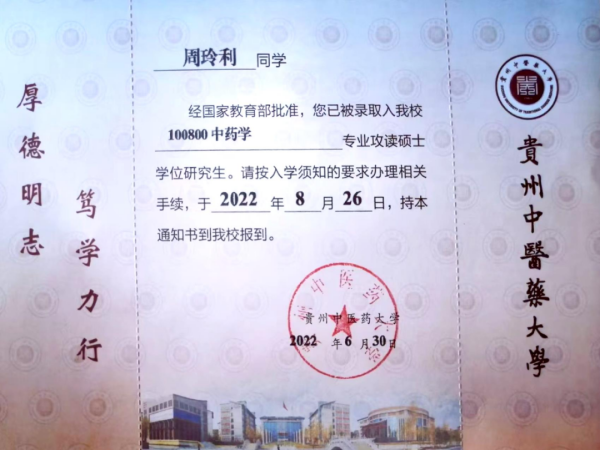 厚德明志
笃学力行
周玲利 同学
经国家教育部批准，您已被录取入我校
100800 中药学 专业攻读硕士
学位研究生。请按入学须知的要求办理相关
手续，于 2022 年 8 月 26 日，持本
通知书到我校报到。
貴州中医药大学
2022 年 6 月 30 日
貴州中醫藥大學